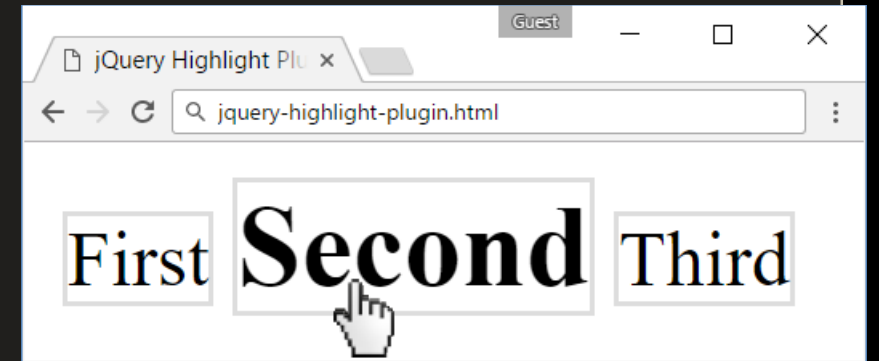 Guest
jQuery Highlight Plu
jquery-highlight-plugin.html
First Second Third